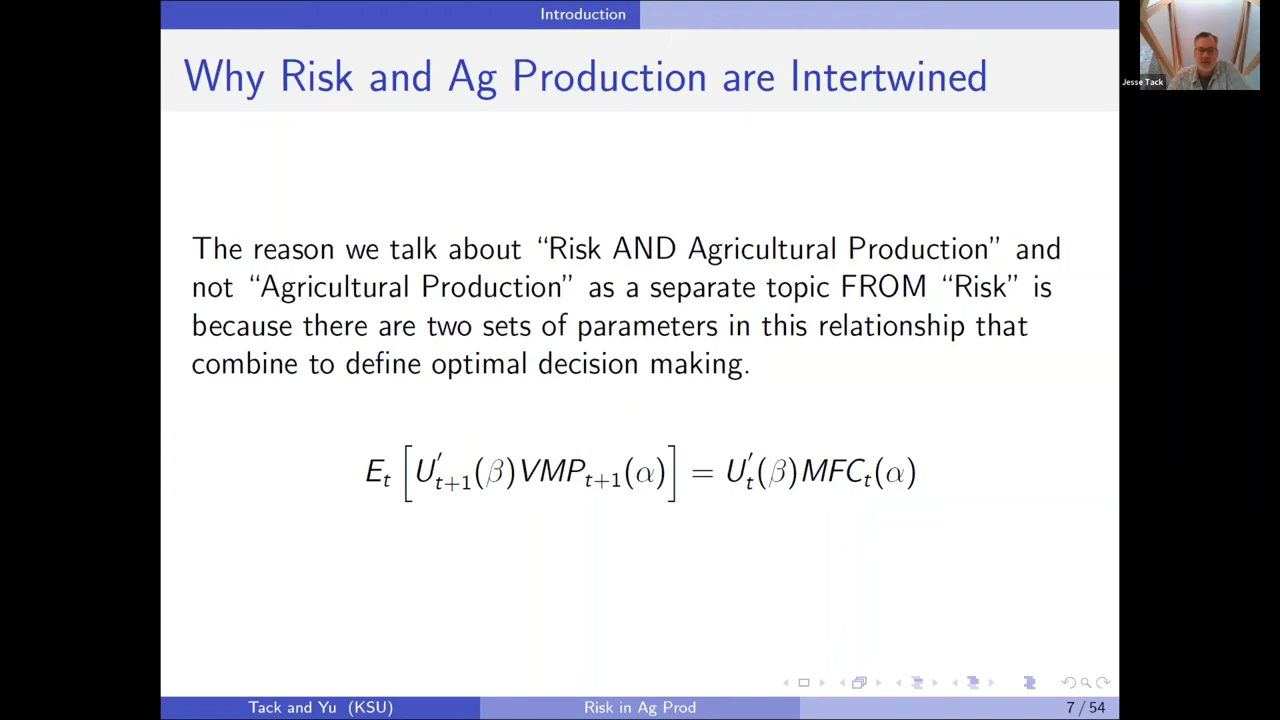 Introduction
Why Risk and Ag Production are Intertwined
Jesse Tack
The reason we talk about “Risk AND Agricultural Production” and
not “Agricultural Production” as a separate topic FROM “Risk” is
because there are two sets of parameters in this relationship that
combine to define optimal decision making.
E_t [U'_{t+1}(β)VMP_{t+1}(α)] = U'_t(β)MFC_t(α)
Tack and Yu (KSU) Risk in Ag Prod 7 / 54